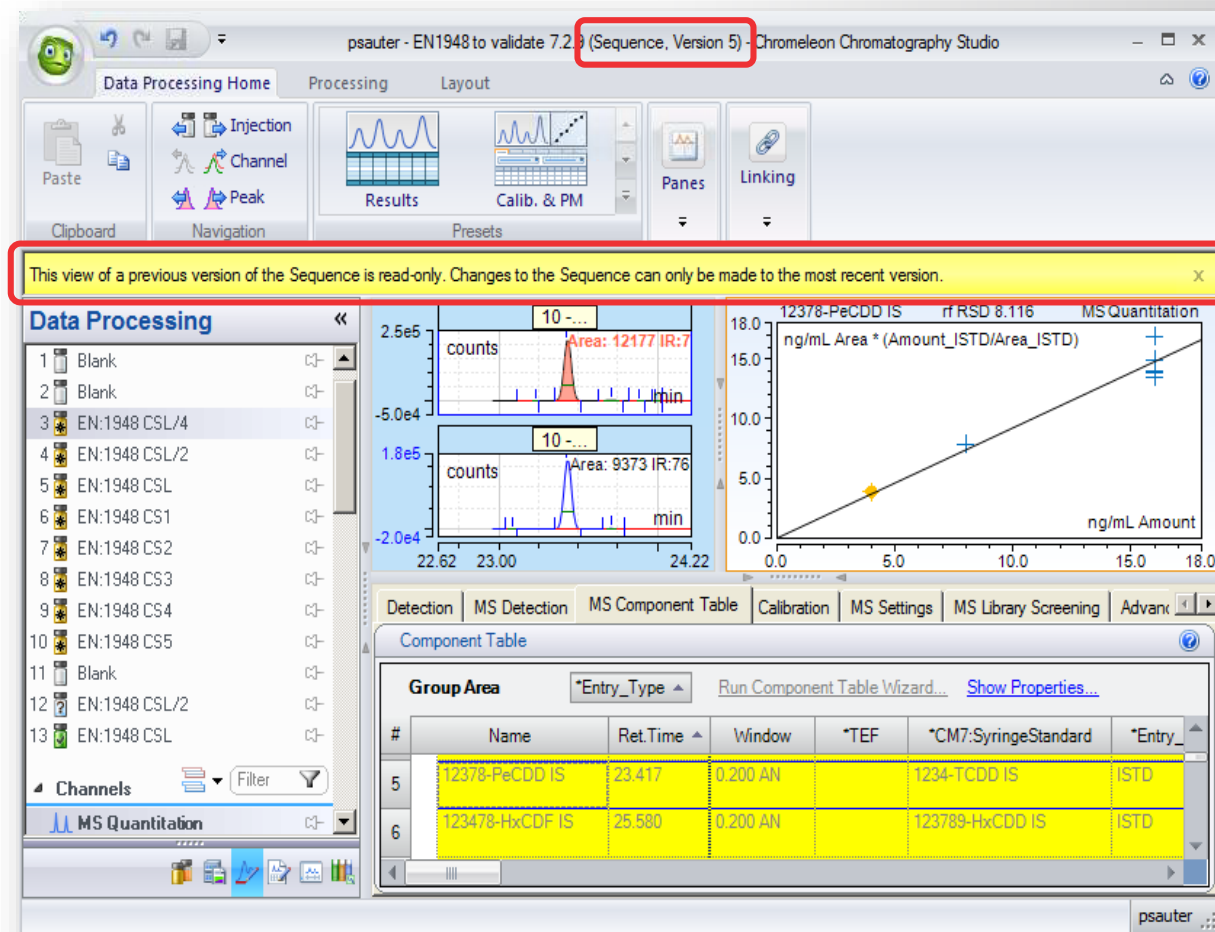 psauter - EN1948 to validate 7.2.9 (Sequence, Version 5) - Chromeleon Chromatography Studio
Data Processing Home Processing Layout
Paste
Clipboard
Injection
Channel
Peak
Navigation
Results
Calib. & PM
Presets
Panes
Linking
This view of a previous version of the Sequence is read-only. Changes to the Sequence can only be made to the most recent version. x
Data Processing «
1 Blank
2 Blank
3 EN:1948 CSL/4
4 EN:1948 CSL/2
5 EN:1948 CSL
6 EN:1948 CS1
7 EN:1948 CS2
8 EN:1948 CS3
9 EN:1948 CS4
10 EN:1948 CS5
11 Blank
12 EN:1948 CSL/2
13 EN:1948 CSL
Channels Filter
MS Quantitation
10 -...
2.5e5
counts
Area: 12177 IR:7
min
-5.0e4
10 -...
1.8e5
counts
Area: 9373 IR:76
min
-2.0e4
22.62 23.00 24.22
12378-PeCDD IS rf RSD 8.116 MS Quantitation
18.0
ng/mL Area * (Amount_ISTD/Area_ISTD)
15.0
10.0
5.0
0.0
ng/mL Amount
0.0 5.0 10.0 15.0 18.0
Detection MS Detection MS Component Table Calibration MS Settings MS Library Screening Advanc
Component Table
Group Area *Entry_Type Run Component Table Wizard... Show Properties...
# Name Ret.Time Window *TEF *CM7:SyringeStandard *Entry_
5 12378-PeCDD IS 23.417 0.200 AN 1234-TCDD IS ISTD
6 123478-HxCDF IS 25.580 0.200 AN 123789-HxCDD IS ISTD
psauter